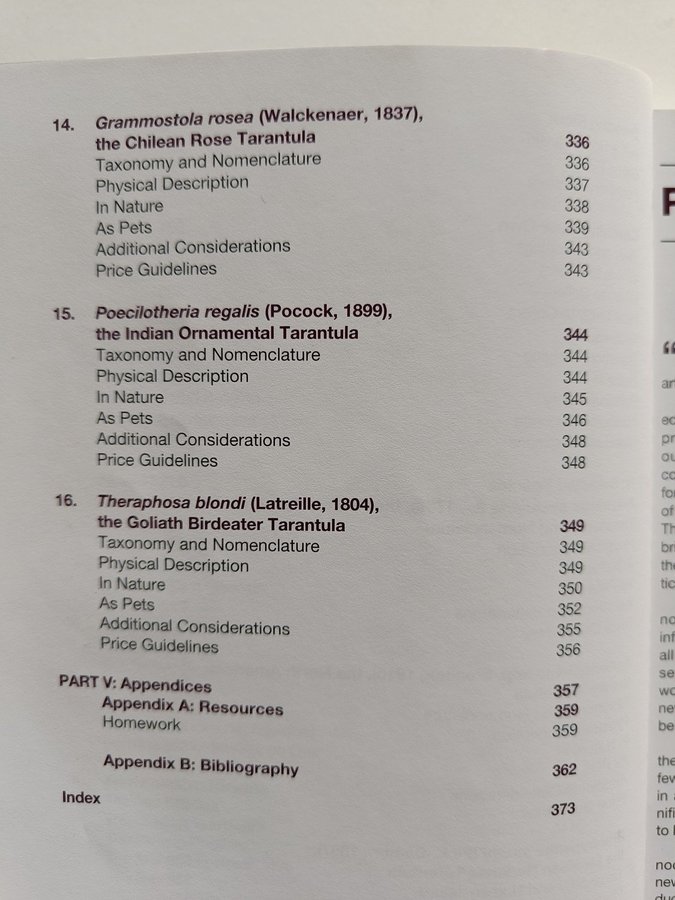 14. Grammostola rosea (Walckenaer, 1837),
the Chilean Rose Tarantula 336
Taxonomy and Nomenclature 336
Physical Description 337
In Nature 338
As Pets 339
Additional Considerations 343
Price Guidelines 343
15. Poecilotheria regalis (Pocock, 1899),
the Indian Ornamental Tarantula 344
Taxonomy and Nomenclature 344
Physical Description 344
In Nature 345
As Pets 346
Additional Considerations 348
Price Guidelines 348
16. Theraphosa blondi (Latreille, 1804),
the Goliath Birdeater Tarantula 349
Taxonomy and Nomenclature 349
Physical Description 349
In Nature 350
As Pets 352
Additional Considerations 355
Price Guidelines 356
PART V: Appendices 357
Appendix A: Resources 359
Homework 359
Appendix B: Bibliography 362
Index 373